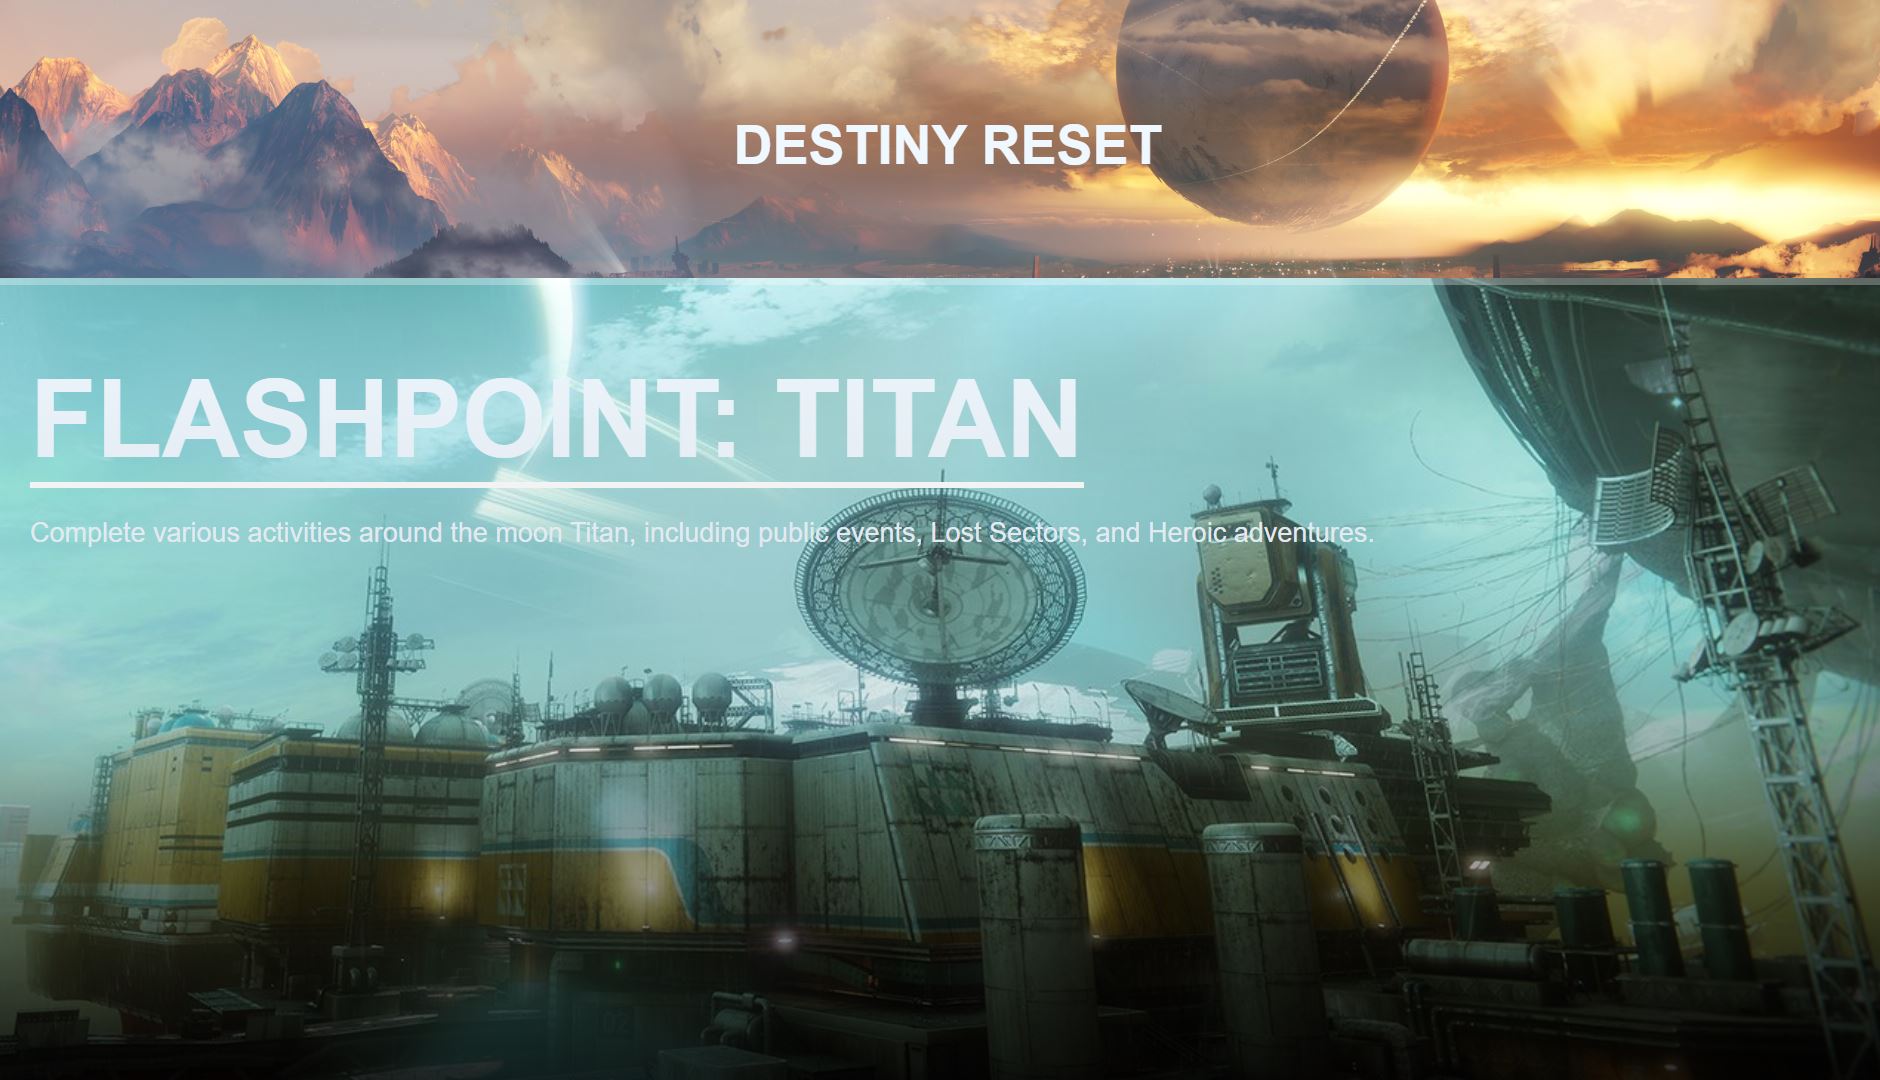 DESTINY RESET
FLASHPOINT: TITAN
Complete various activities around the moon Titan, including public events, Lost Sectors, and Heroic adventures.
02